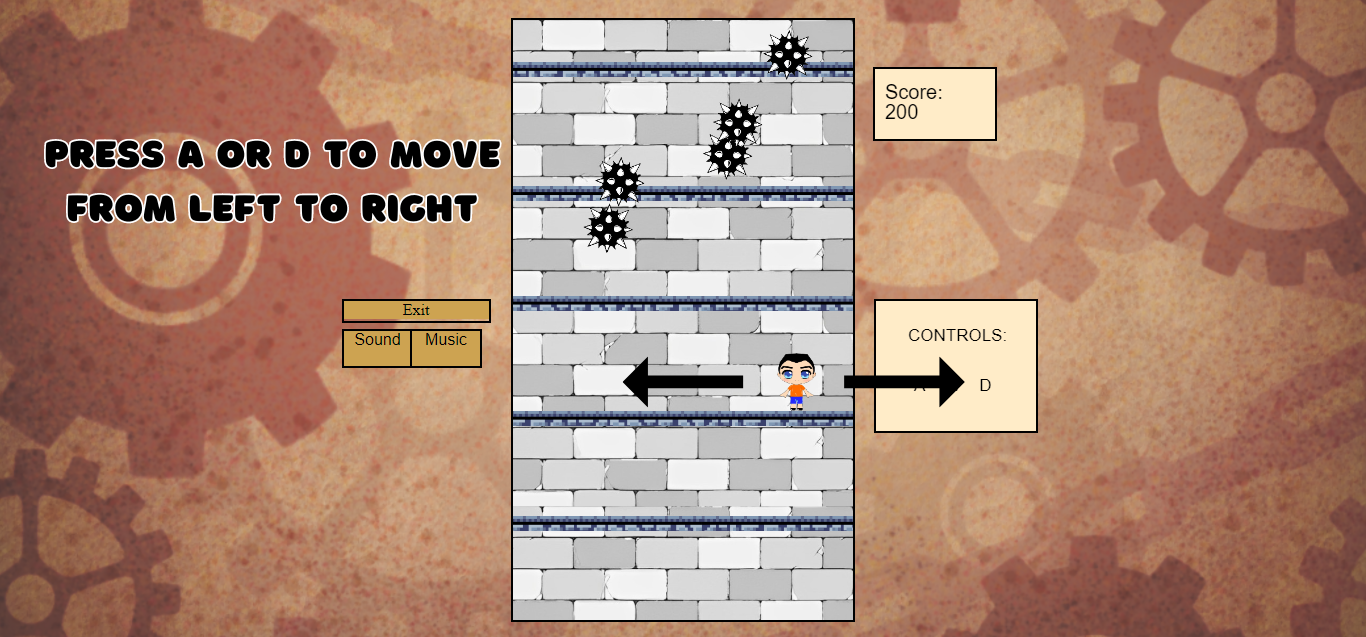 PRESS A OR D TO MOVE
FROM LEFT TO RIGHT
Score:
200
Exit
Sound
Music
CONTROLS:
A D